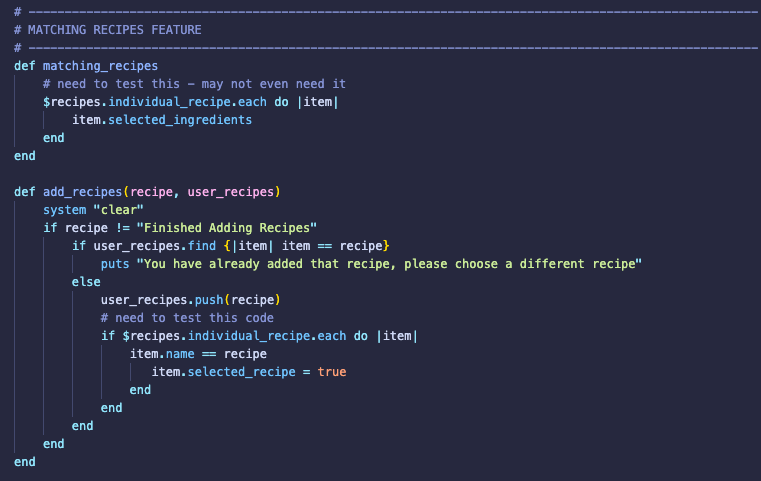 # -----------------------------------------------------------------------------------------------------
# MATCHING RECIPES FEATURE
# -----------------------------------------------------------------------------------------------------
def matching_recipes
    # need to test this - may not even need it
    $recipes.individual_recipe.each do |item|
        item.selected_ingredients
    end
end

def add_recipes(recipe, user_recipes)
    system "clear"
    if recipe != "Finished Adding Recipes"
        if user_recipes.find {|item| item == recipe}
            puts "You have already added that recipe, please choose a different recipe"
        else
            user_recipes.push(recipe)
            # need to test this code
            if $recipes.individual_recipe.each do |item|
                item.name == recipe
                   item.selected_recipe = true
                end
            end
        end
    end
end